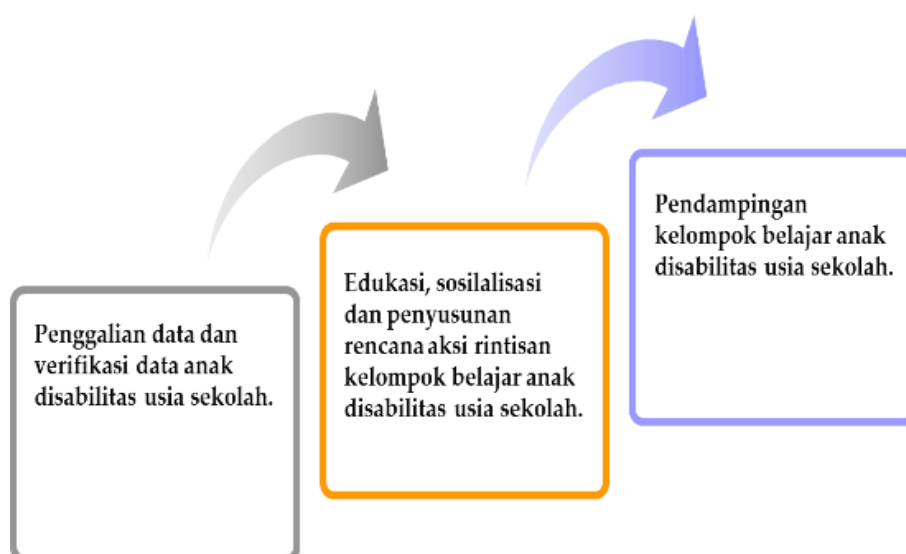 Penggalian data dan
verifikasi data anak
disabilitas usia sekolah.
Edukasi, sosilalisasi
dan penyusunan
rencana aksi rintisan
kelompok belajar anak
disabilitas usia sekolah.
Pendampingan
kelompok belajar anak
disabilitas usia sekolah.